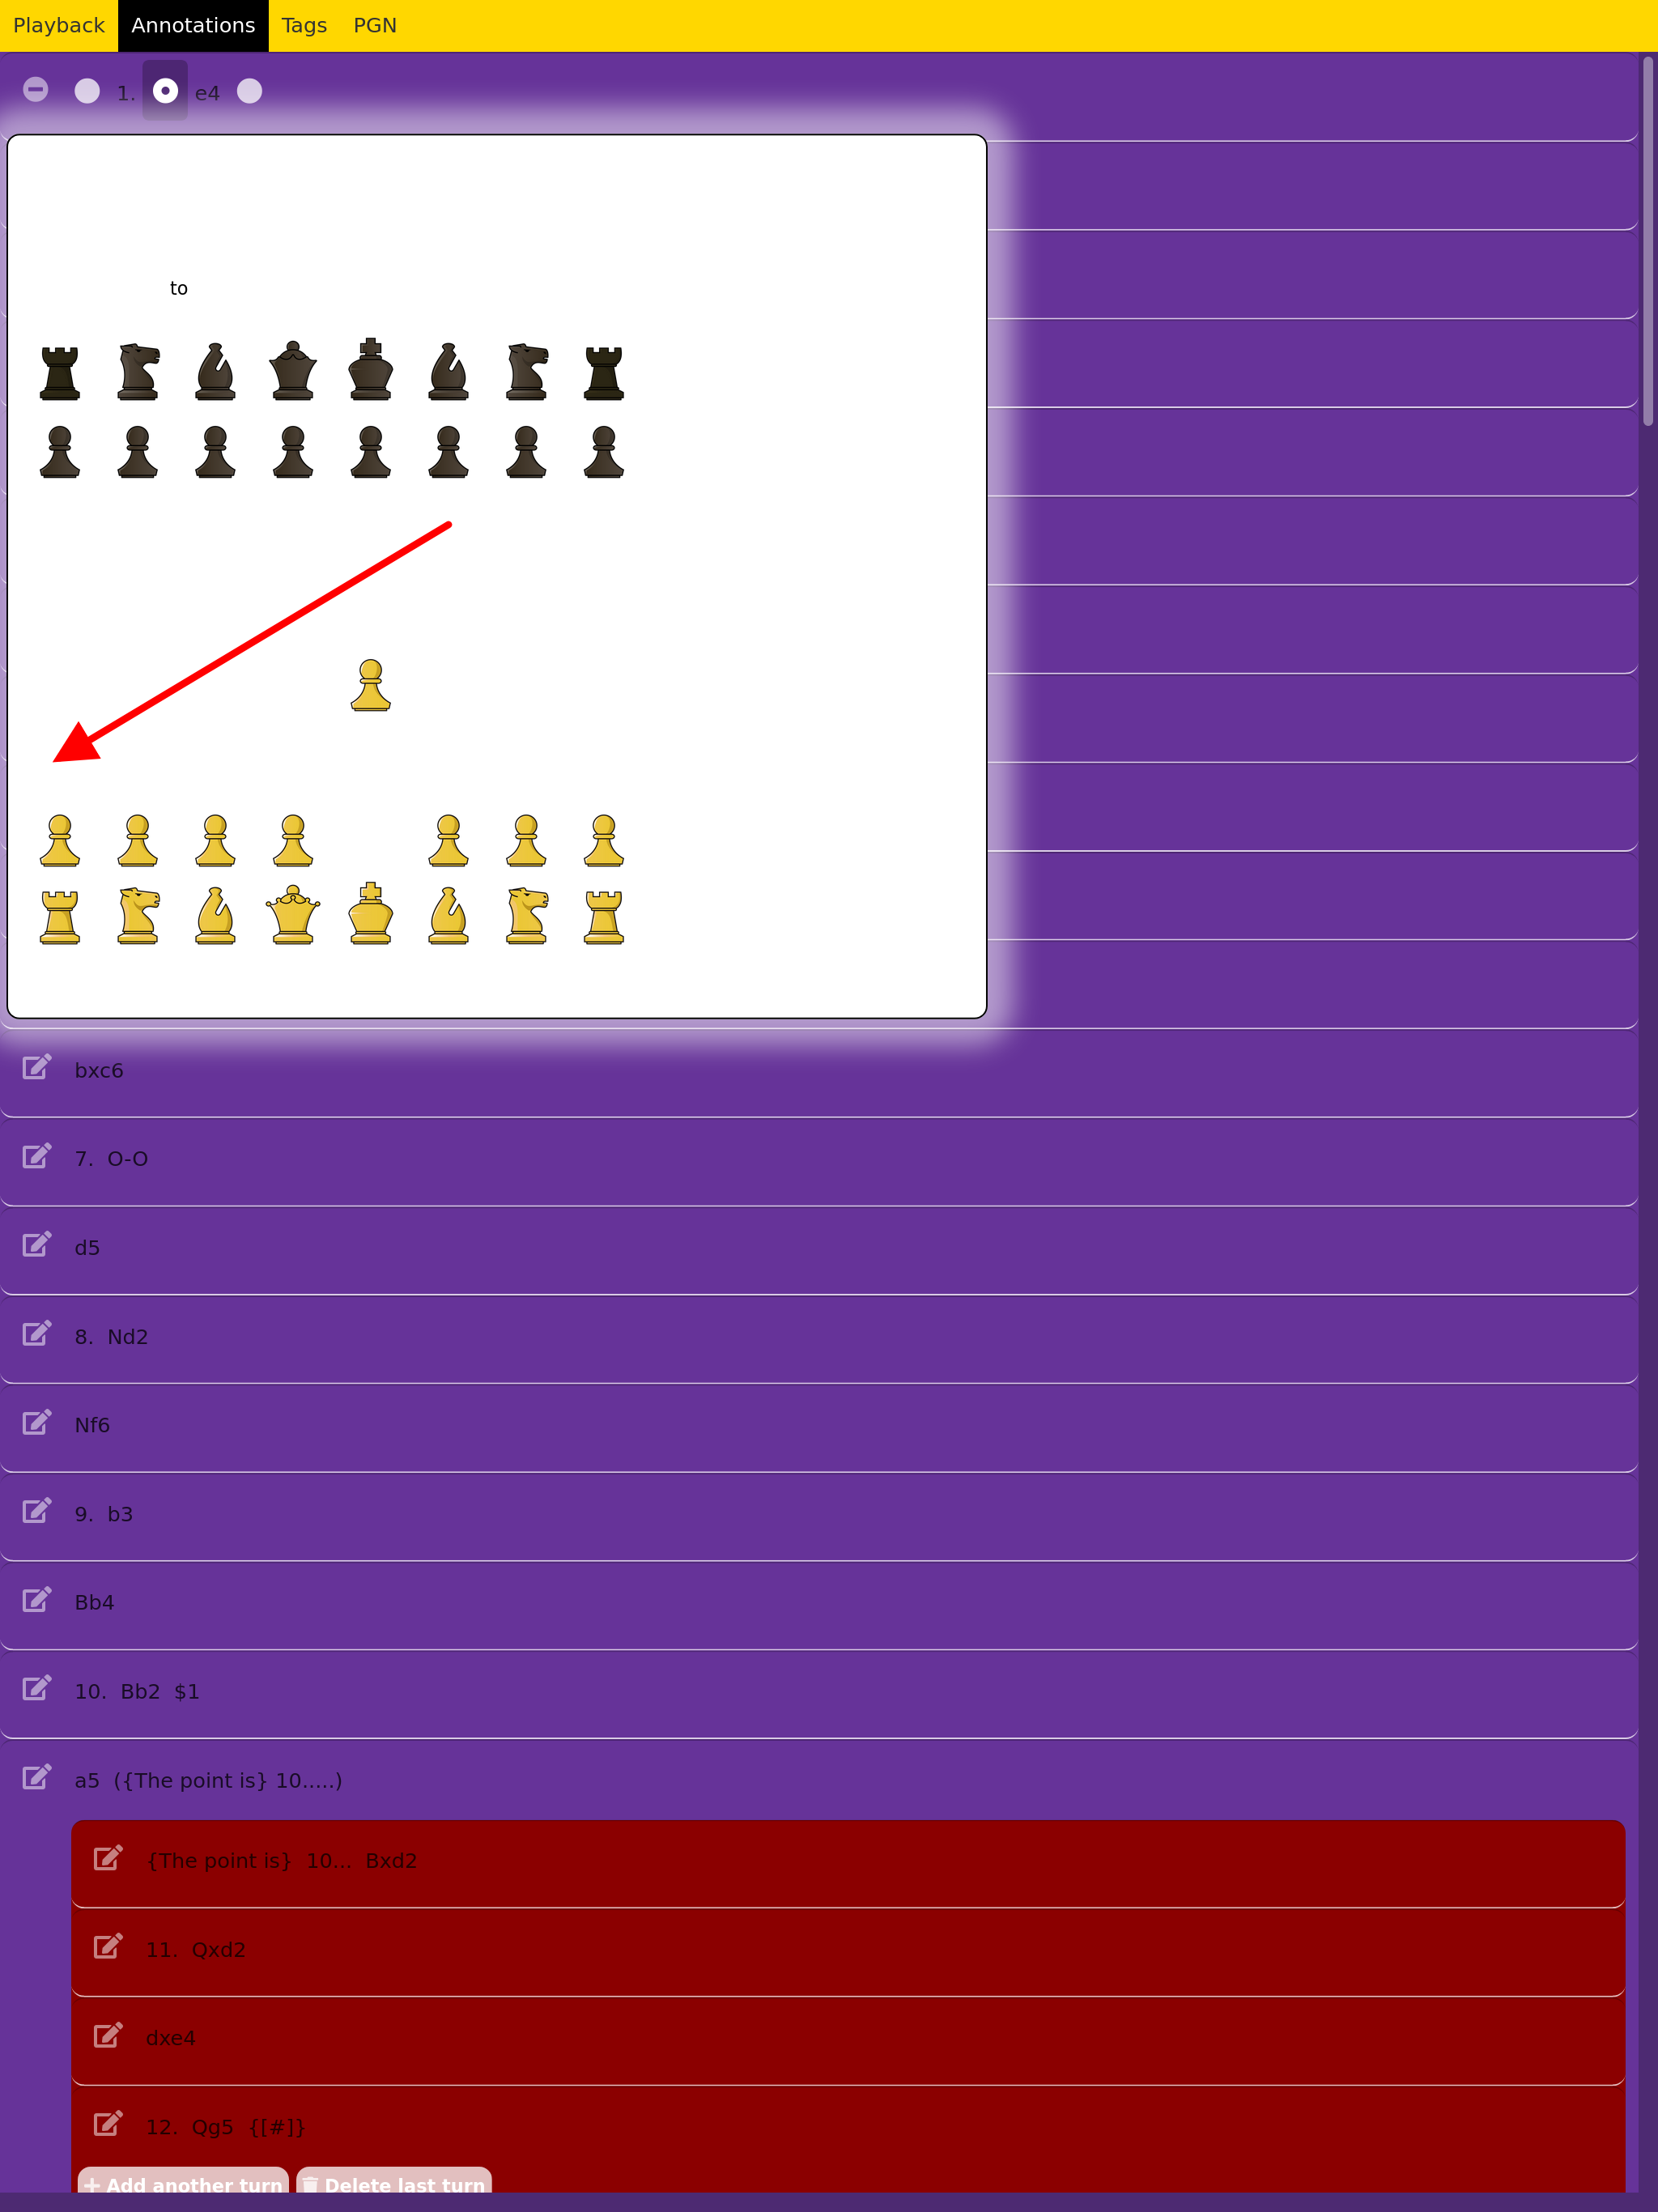 Playback Annotations Tags PGN
1. e4
to
bxc6
7. O-O
d5
8. Nd2
Nf6
9. b3
Bb4
10. Bb2 $1
a5 ({The point is} 10.....)
{The point is} 10... Bxd2
11. Qxd2
dxe4
12. Qg5 {[#]}
Add another turn Delete last turn